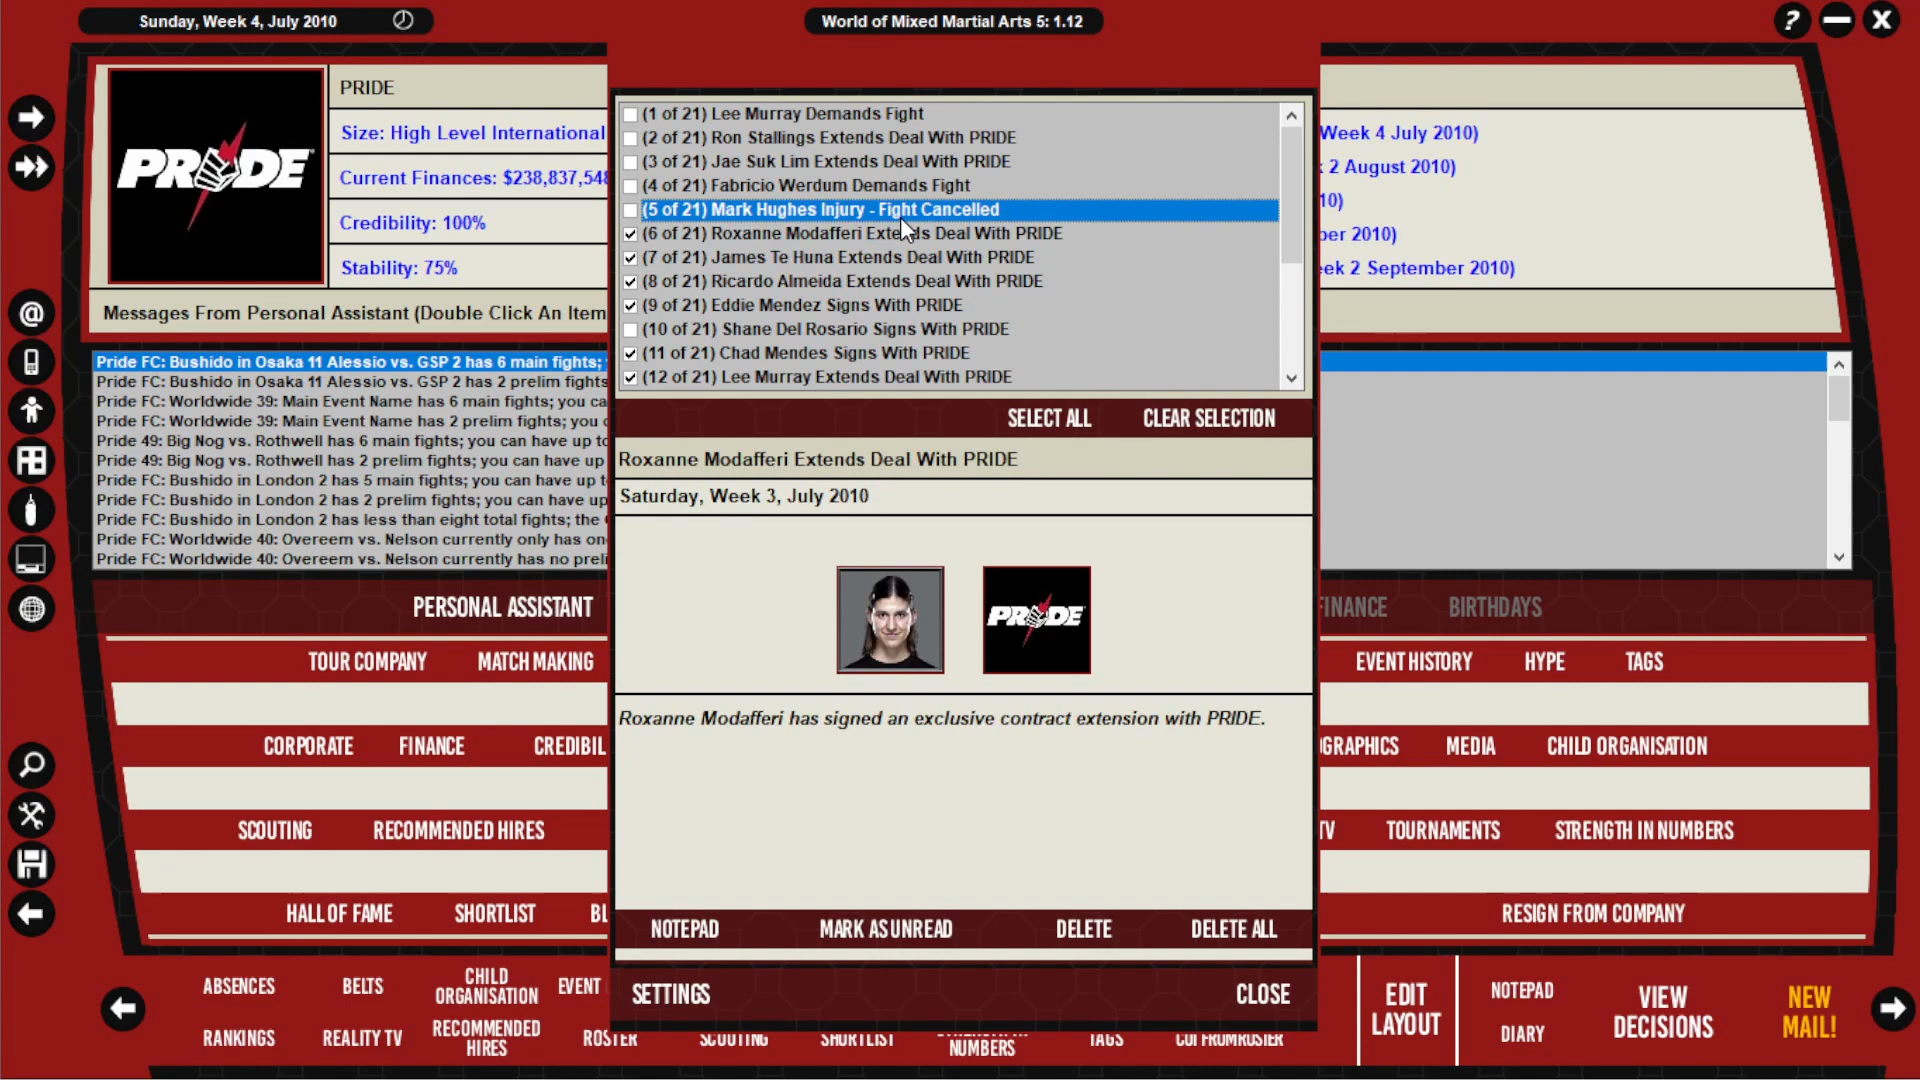 Sunday, Week 4, July 2010
World of Mixed Martial Arts 5: 1.12
?
X
PRIDE
PRIDE
Size: High Level International
Current Finances: $238,837,548
Credibility: 100%
Stability: 75%
Messages From Personal Assistant (Double Click An Item
(1 of 21) Lee Murray Demands Fight
(2 of 21) Ron Stallings Extends Deal With PRIDE
(3 of 21) Jae Suk Lim Extends Deal With PRIDE
(4 of 21) Fabricio Werdum Demands Fight
(5 of 21) Mark Hughes Injury - Fight Cancelled
(6 of 21) Roxanne Modafferi Extends Deal With PRIDE
(7 of 21) James Te Huna Extends Deal With PRIDE
(8 of 21) Ricardo Almeida Extends Deal With PRIDE
(9 of 21) Eddie Mendez Signs With PRIDE
(10 of 21) Shane Del Rosario Signs With PRIDE
(11 of 21) Chad Mendes Signs With PRIDE
(12 of 21) Lee Murray Extends Deal With PRIDE
Week 4 July 2010)
2 August 2010)
10)
ber 2010)
eek 2 September 2010)
Pride FC: Bushido in Osaka 11 Alessio vs. GSP 2 has 6 main fights;
Pride FC: Bushido in Osaka 11 Alessio vs. GSP 2 has 2 prelim fights
Pride FC: Worldwide 39: Main Event Name has 6 main fights; you ca
Pride FC: Worldwide 39: Main Event Name has 2 prelim fights; you c
Pride 49: Big Nog vs. Rothwell has 6 main fights; you can have up to
Pride 49: Big Nog vs. Rothwell has 2 prelim fights; you can have up
Pride FC: Bushido in London 2 has 5 main fights; you can have up to
Pride FC: Bushido in London 2 has 2 prelim fights; you can have up
Pride FC: Bushido in London 2 has less than eight total fights; the
Pride FC: Worldwide 40: Overeem vs. Nelson currently only has on
Pride FC: Worldwide 40: Overeem vs. Nelson currently has no preli
SELECT ALL
CLEAR SELECTION
Roxanne Modafferi Extends Deal With PRIDE
Saturday, Week 3, July 2010
PRIDE
Roxanne Modafferi has signed an exclusive contract extension with PRIDE.
NOTEPAD
MARK AS UNREAD
DELETE
DELETE ALL
SETTINGS
CLOSE
PERSONAL ASSISTANT
FINANCE
BIRTHDAYS
TOUR COMPANY
MATCH MAKING
EVENT HISTORY
HYPE
TAGS
CORPORATE
FINANCE
CREDIBIL
OGRAPHICS
MEDIA
CHILD ORGANISATION
SCOUTING
RECOMMENDED HIRES
TV
TOURNAMENTS
STRENGTH IN NUMBERS
HALL OF FAME
SHORTLIST
BL
RESIGN FROM COMPANY
ABSENCES
BELTS
CHILD
ORGANISATION
EVENT
RANKINGS
REALITY TV
RECOMMENDED
HIRES
ROSTER
SCOUTING
SHORTLIST
STRENGTH IN
NUMBERS
TAGS
CUT FROM ROSTER
EDIT
LAYOUT
NOTEPAD
DIARY
VIEW
DECISIONS
NEW
MAIL!